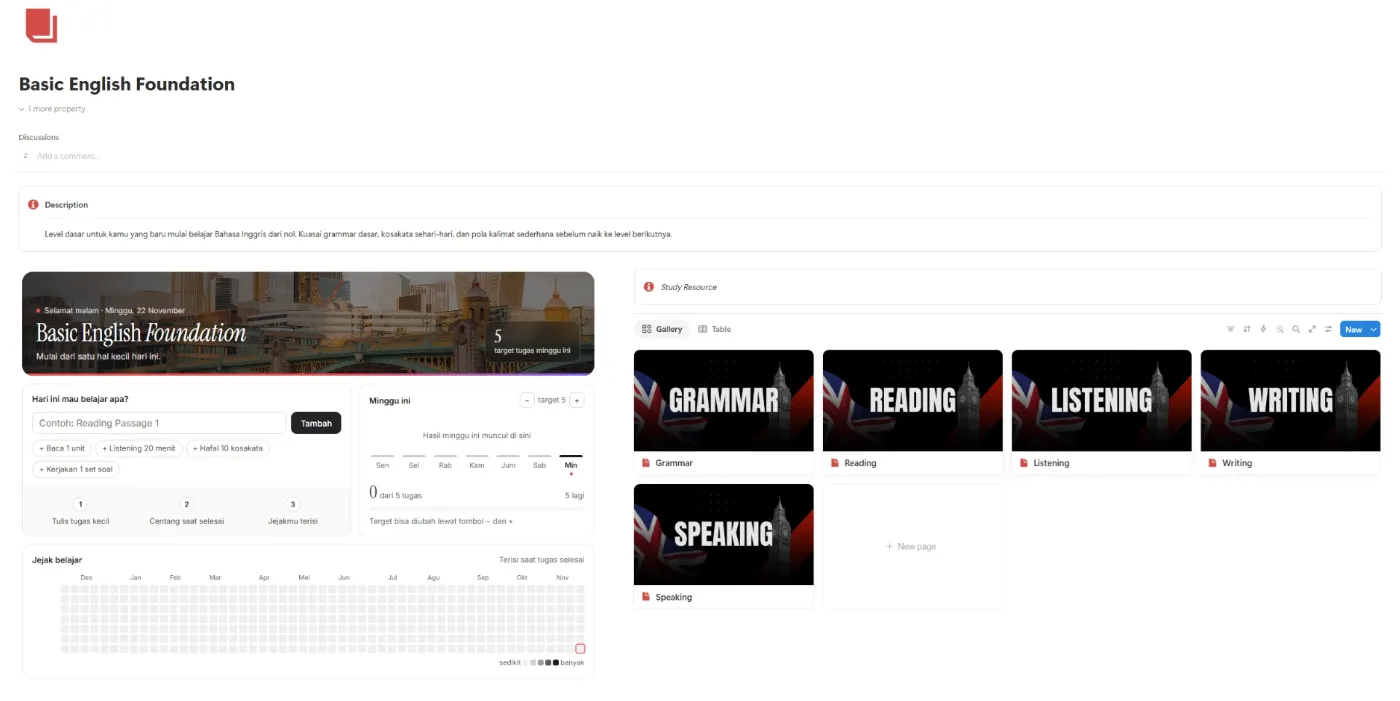 Basic English Foundation
1 more property
Discussions
2 Add a comment...
Description
Level dasar untuk kamu yang baru mulai belajar Bahasa Inggris dari nol. Kuasai grammar dasar, kosakata sehari-hari, dan pola kalimat sederhana sebelum naik ke level berikutnya.
Selamat malam · Minggu, 22 November
Basic English Foundation
Mulai dari satu hal kecil hari ini.
5
target tugas minggu ini
Hari ini mau belajar apa?
Contoh: Reading Passage 1
Tambah
+ Baca 1 unit + Listening 20 menit + Hafal 10 kosakata
+ Kerjakan 1 set soal
1 2 3
Tulis tugas kecil Centang saat selesai Jejakmu terisi
Minggu ini
− target 5 +
Hasil minggu ini muncul di sini
Sen Sel Rab Kam Jum Sab Min
0 dari 5 tugas 5 lagi
Target bisa diubah lewat tombol − dan +
Jejak belajar Terisi saat tugas selesai
Des Jan Feb Mar Apr Mei Jun Jul Agu Sep Okt Nov
sedikit banyak
Study Resource
Gallery Table
New
GRAMMAR
Grammar
READING
Reading
LISTENING
Listening
WRITING
Writing
SPEAKING
Speaking
+ New page